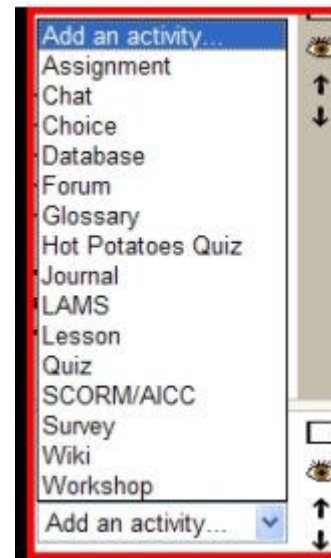 Add an activity...
Assignment
Chat
Choice
Database
Forum
Glossary
Hot Potatoes Quiz
Journal
LAMS
Lesson
Quiz
SCORM/AICC
Survey
Wiki
Workshop
Add an activity...